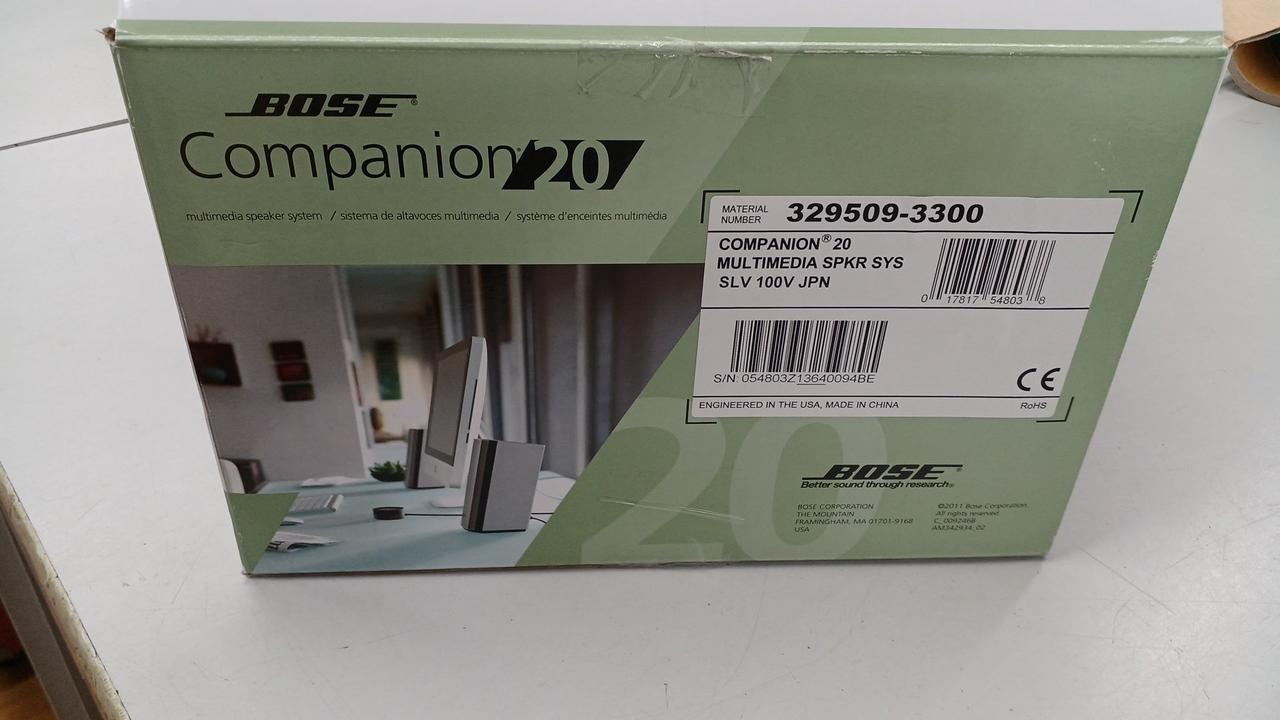 BOSE®
Companion® 20
multimedia speaker system / sistema de altavoces multimedia / système d'enceintes multimédia
MATERIAL NUMBER 329509-3300
COMPANION® 20
MULTIMEDIA SPKR SYS
SLV 100V JPN
0 17817 54803 8
S/N: 054803Z13640094BE
CE
ENGINEERED IN THE USA, MADE IN CHINA RoHS
20
BOSE®
Better sound through research®
BOSE CORPORATION
THE MOUNTAIN
FRAMINGHAM, MA 01701-9168
USA
©2011 Bose Corporation.
All rights reserved.
C_009246B
AM342934_02